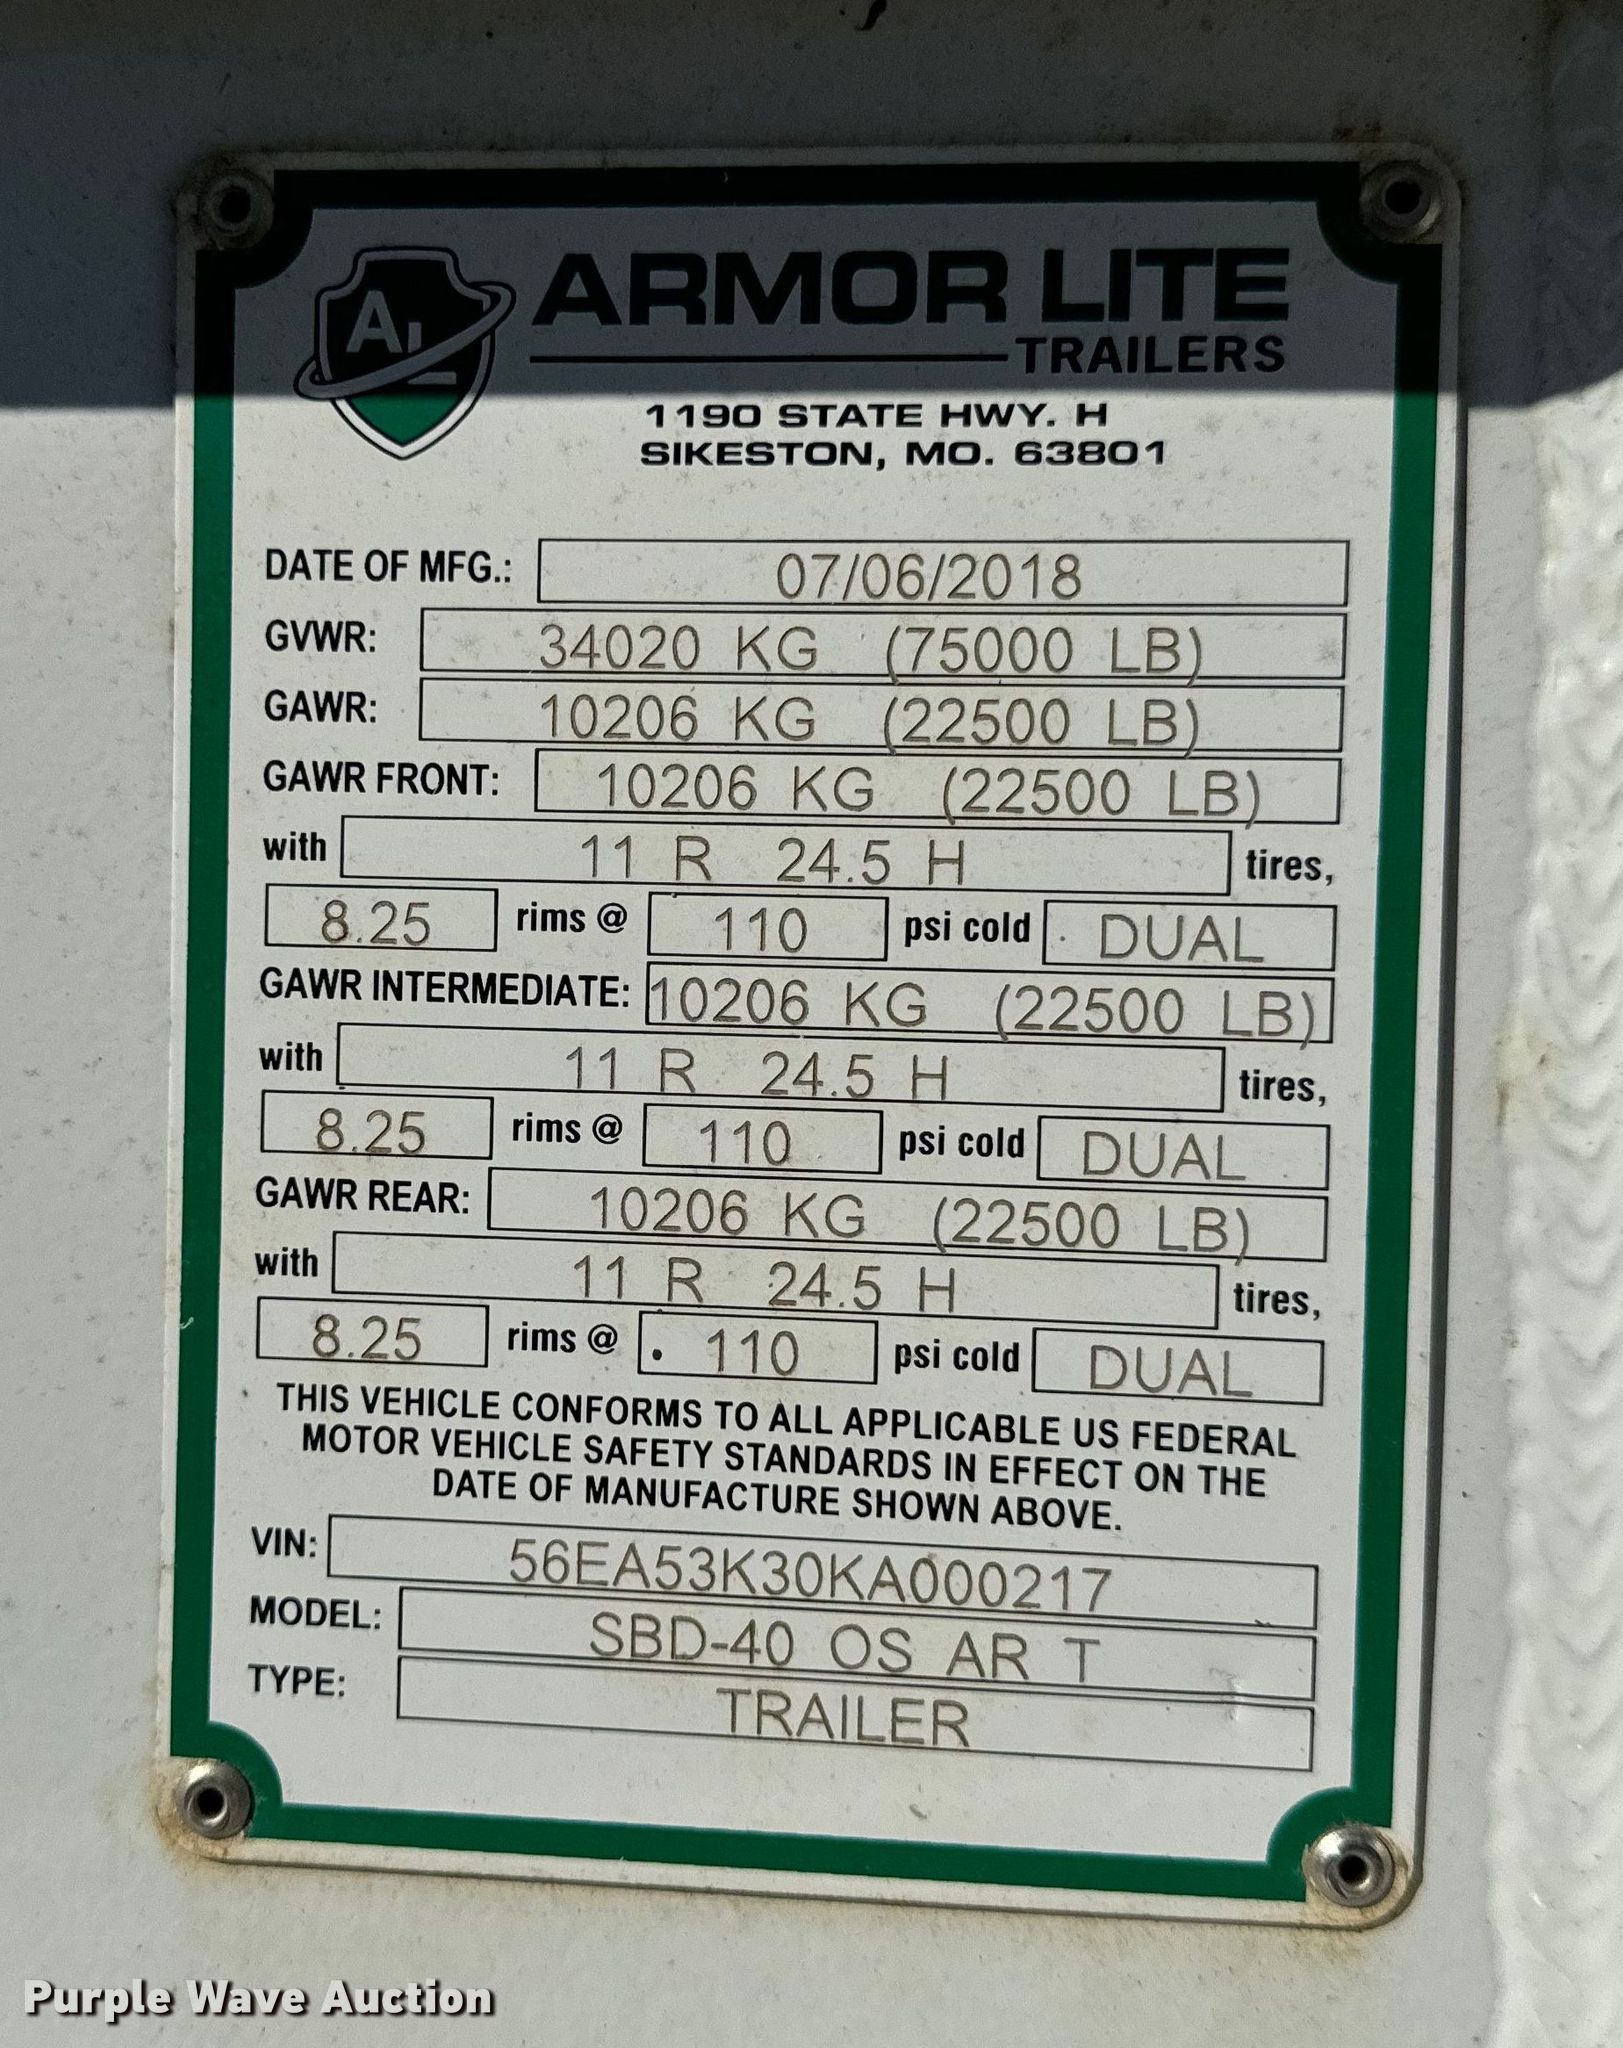 AL
ARMOR LITE
TRAILERS
1190 STATE HWY. H
SIKESTON, MO. 63801
DATE OF MFG.: 07/06/2018
GVWR: 34020 KG (75000 LB)
GAWR: 10206 KG (22500 LB)
GAWR FRONT: 10206 KG (22500 LB)
with 11 R 24.5 H tires,
8.25 rims @ 110 psi cold DUAL
GAWR INTERMEDIATE: 10206 KG (22500 LB)
with 11 R 24.5 H tires,
8.25 rims @ 110 psi cold DUAL
GAWR REAR: 10206 KG (22500 LB)
with 11 R 24.5 H tires,
8.25 rims @ 110 psi cold DUAL
THIS VEHICLE CONFORMS TO ALL APPLICABLE US FEDERAL
MOTOR VEHICLE SAFETY STANDARDS IN EFFECT ON THE
DATE OF MANUFACTURE SHOWN ABOVE.
VIN: 56EA53K30KA000217
MODEL: SBD-40 OS AR T
TYPE: TRAILER
Purple Wave Auction